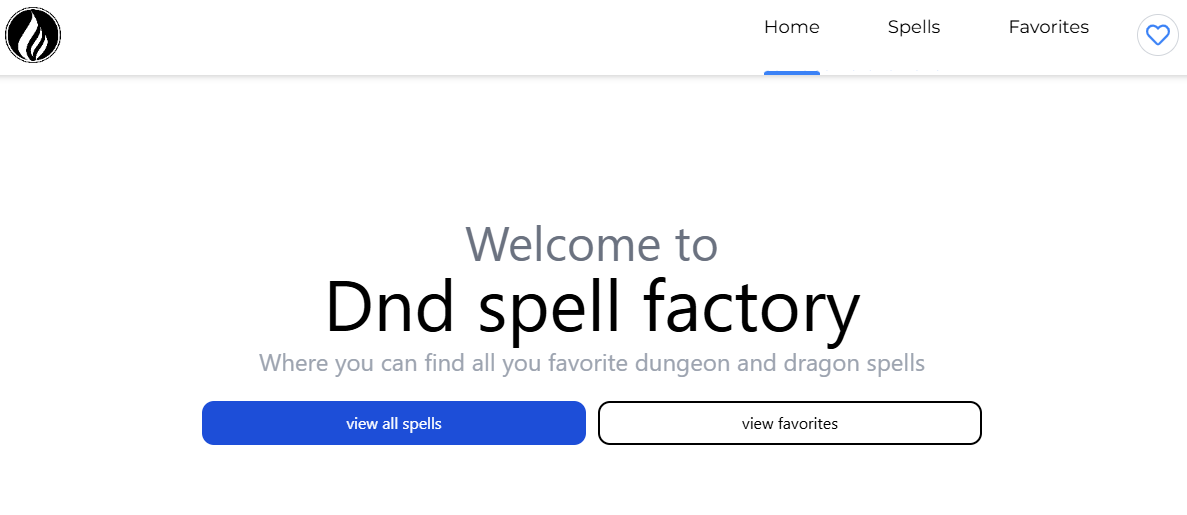 Home Spells Favorites
Welcome to
Dnd spell factory
Where you can find all you favorite dungeon and dragon spells
view all spells view favorites